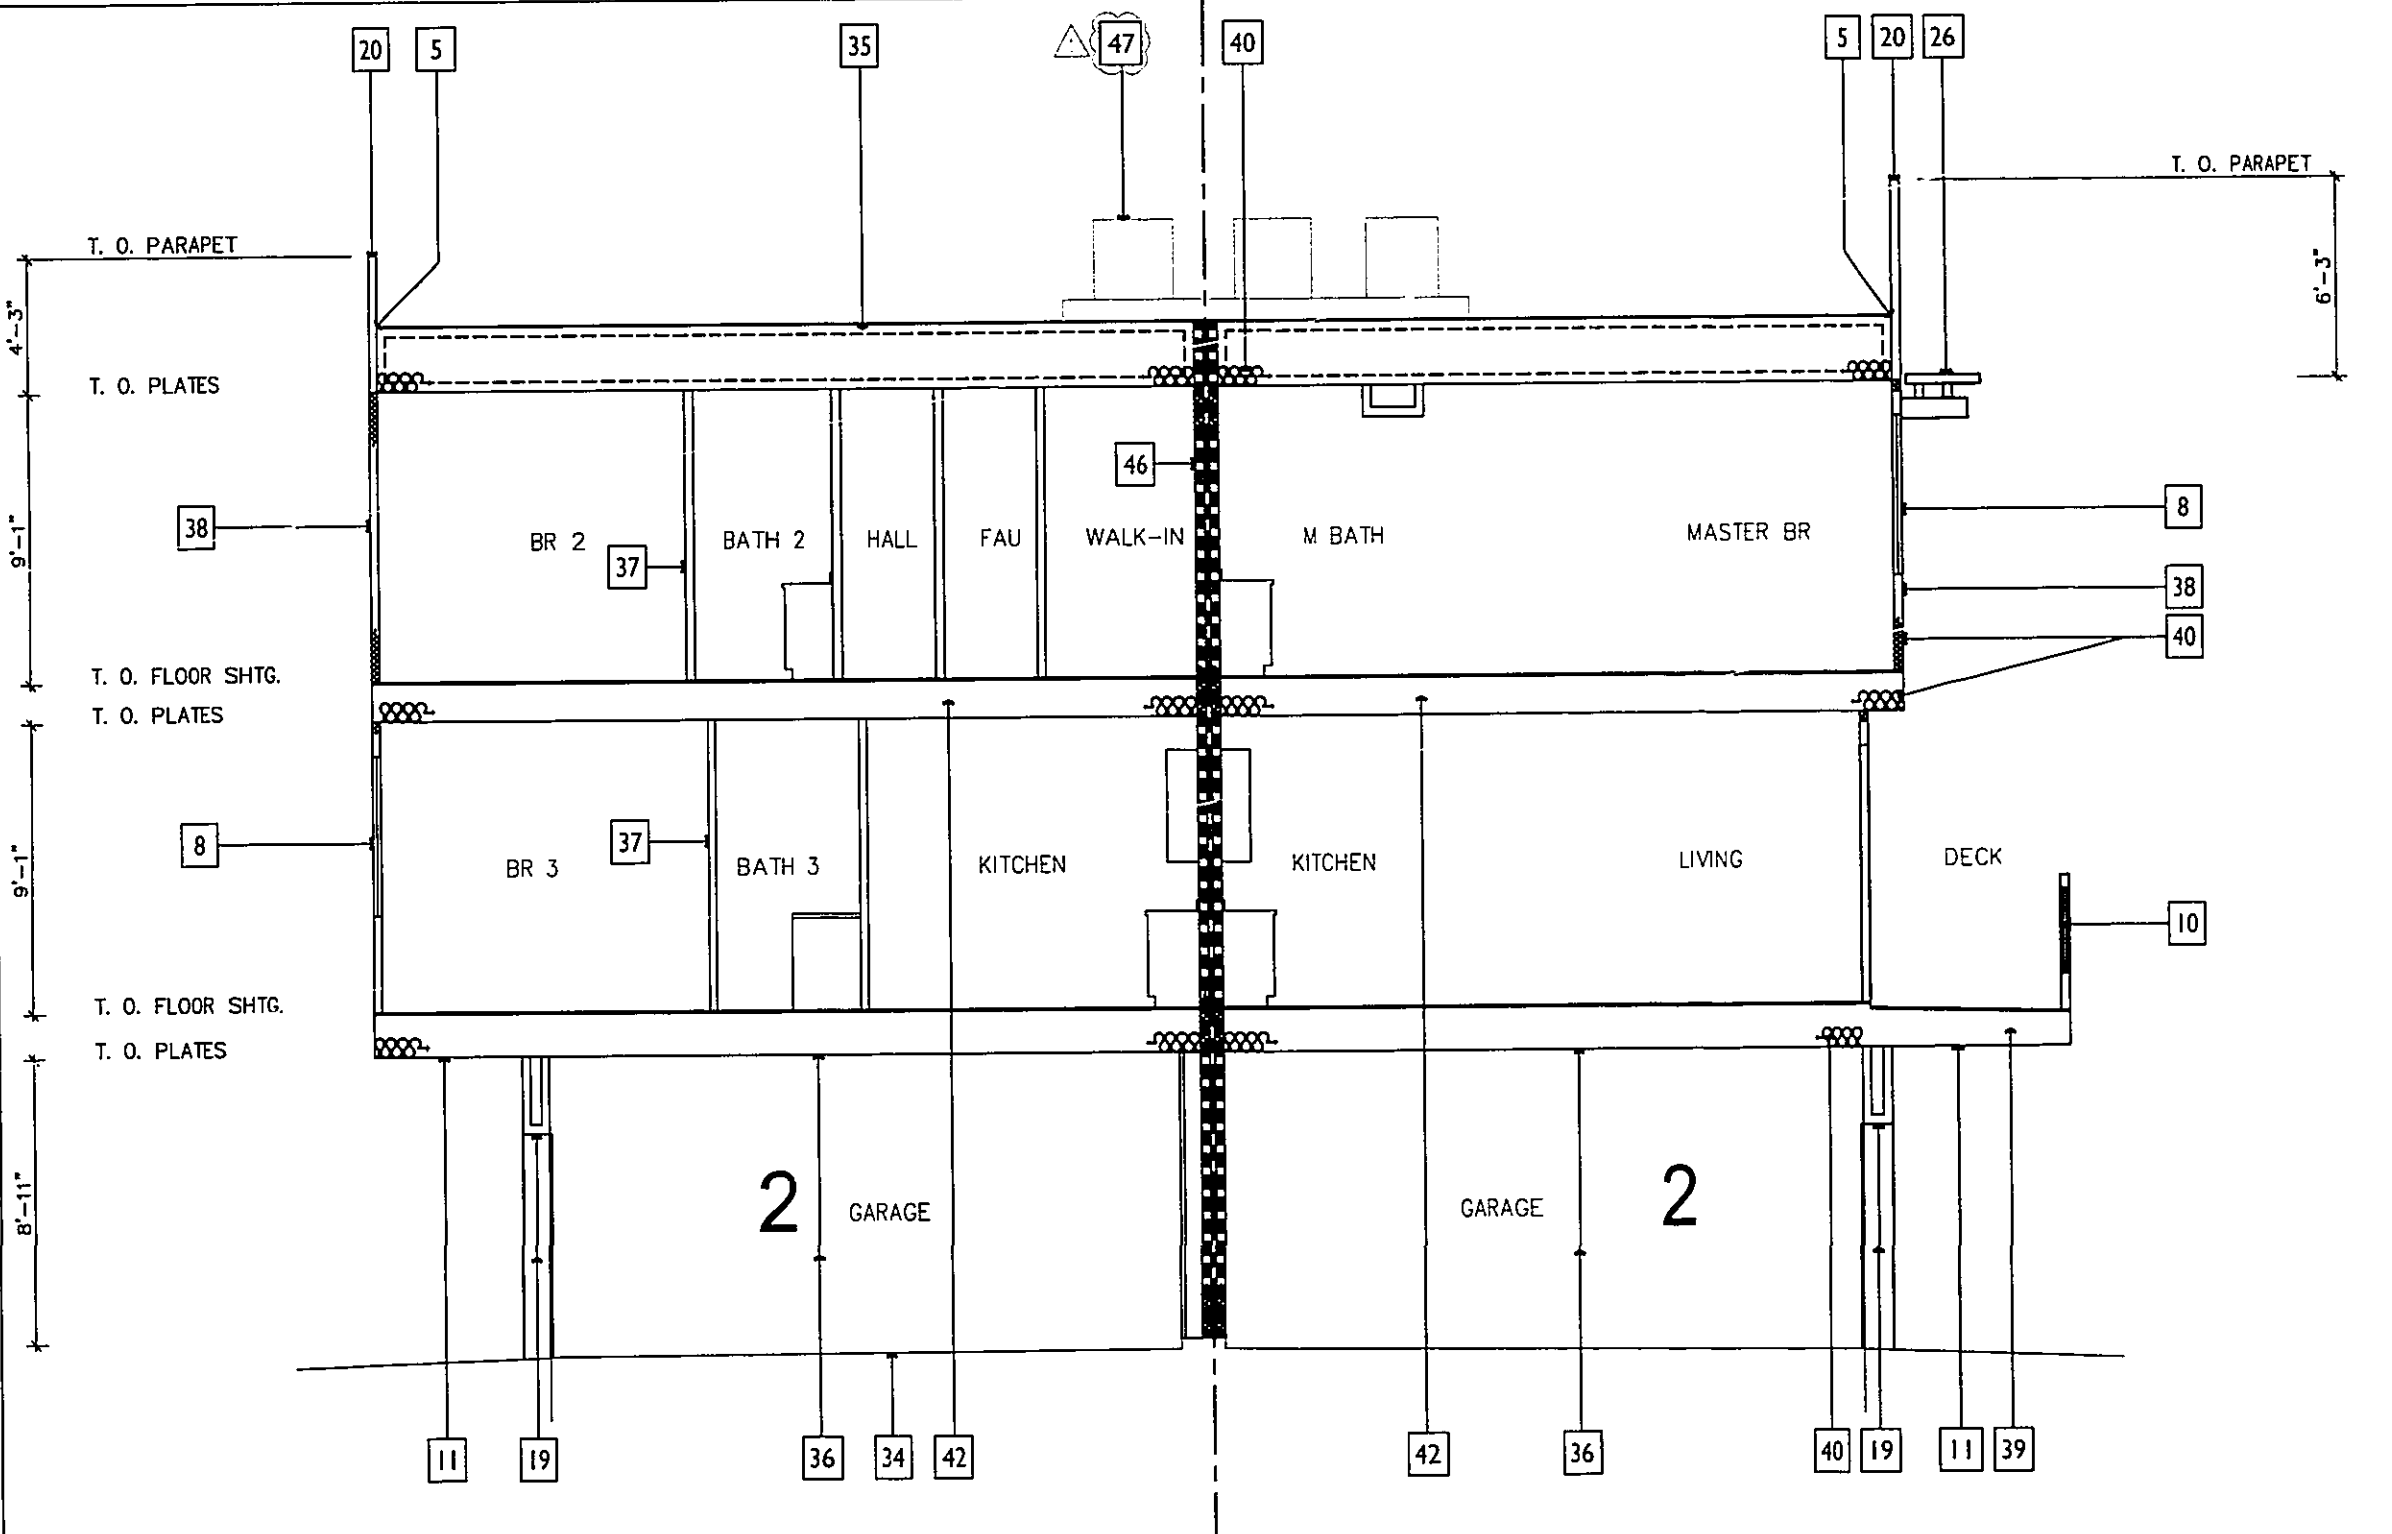 20 5 35 47 40 5 20 26
T. O. PARAPET
T. O. PARAPET
4'-3"
6'-3"
T. O. PLATES
46
8
38
9'-1"
BR 2
37
BATH 2
HALL
FAU
WALK-IN
M BATH
MASTER BR
38
40
T. O. FLOOR SHTG.
T. O. PLATES
8
9'-1"
BR 3
37
BATH 3
KITCHEN
KITCHEN
LIVING
DECK
10
T. O. FLOOR SHTG.
T. O. PLATES
8'-11"
2
GARAGE
GARAGE
2
11 19 36 34 42 42 36 40 19 11 39